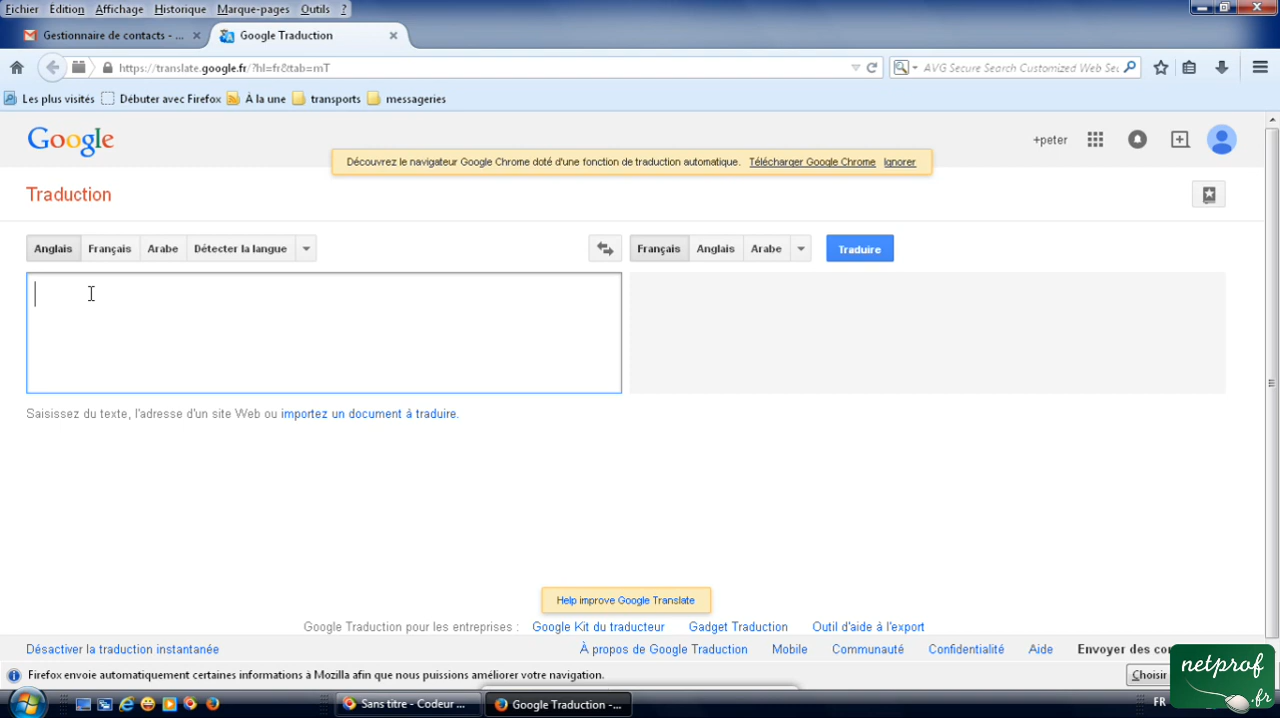 Fichier Édition Affichage Historique Marque-pages Outils ?
Gestionnaire de contacts - ... Google Traduction
https://translate.google.fr/?hl=fr&tab=mT AVG Secure Search Customized Web Sec
Les plus visités Débuter avec Firefox À la une transports messageries
Google +peter
Découvrez le navigateur Google Chrome doté d'une fonction de traduction automatique. Télécharger Google Chrome Ignorer
Traduction
Anglais Français Arabe Détecter la langue Français Anglais Arabe Traduire
Saisissez du texte, l'adresse d'un site Web ou importez un document à traduire.
Help improve Google Translate
Google Traduction pour les entreprises : Google Kit du traducteur Gadget Traduction Outil d'aide à l'export
Désactiver la traduction instantanée À propos de Google Traduction Mobile Communauté Confidentialité Aide Envoyer des co
Firefox envoie automatiquement certaines informations à Mozilla afin que nous puissions améliorer votre navigation. Choisir
Sans titre - Codeur ... Google Traduction -... FR
netprof
.fr